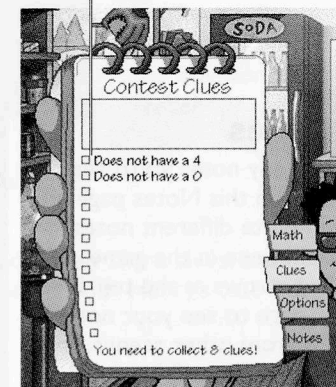 SODA
Contest Clues
Does not have a 4
Does not have a 0
Math
Clues
Options
Notes
You need to collect 8 clues!